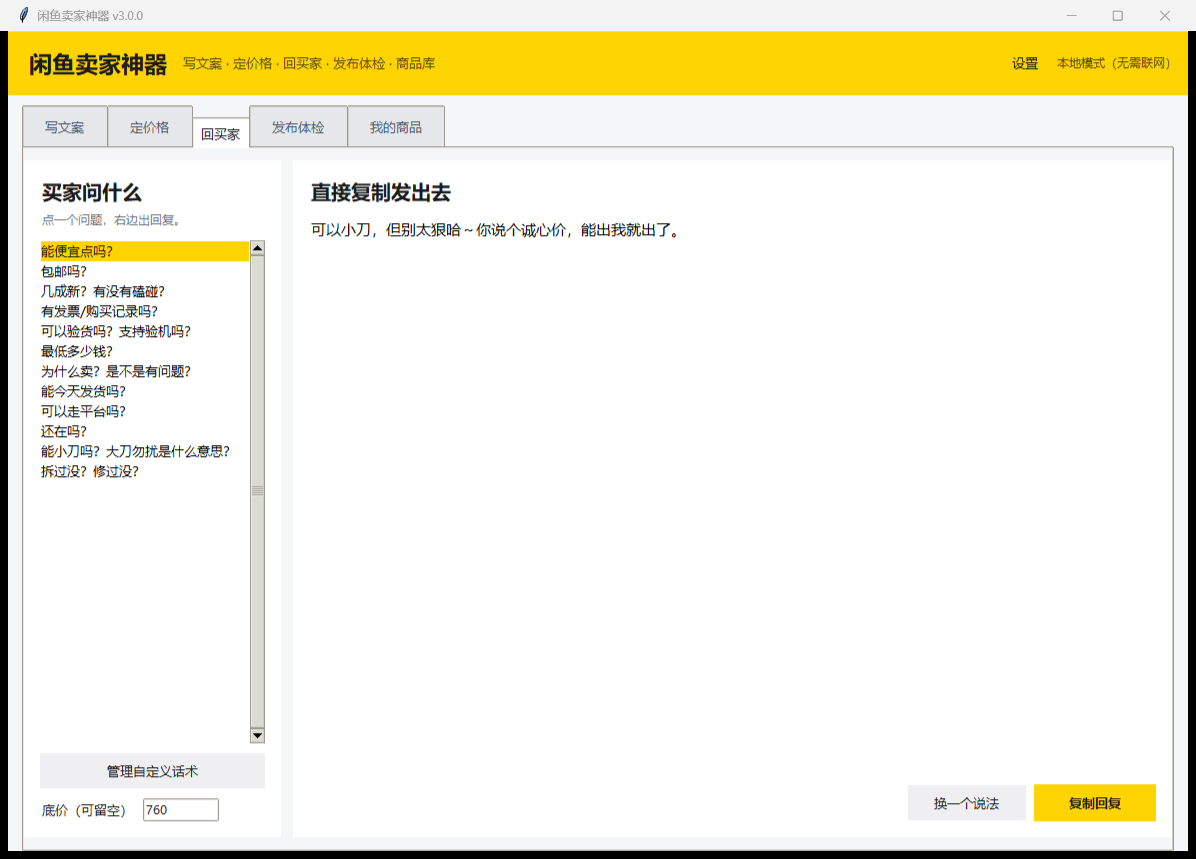 闲鱼卖家神器 v3.0.0
闲鱼卖家神器 写文案 · 定价格 · 回买家 · 发布体检 · 商品库 设置 本地模式（无需联网）
写文案 定价格 回买家 发布体检 我的商品
买家问什么
点一个问题，右边出回复。
能便宜点吗？
包邮吗？
几成新？有没有磕碰？
有发票/购买记录吗？
可以验货吗？支持验机吗？
最低多少钱？
为什么卖？是不是有问题？
能今天发货吗？
可以走平台吗？
还在吗？
能小刀吗？大刀勿扰是什么意思？
拆过没？修过没？
管理自定义话术
底价（可留空） 760
直接复制发出去
可以小刀，但别太狠哈～你说个诚心价，能出我就出了。
换一个说法 复制回复